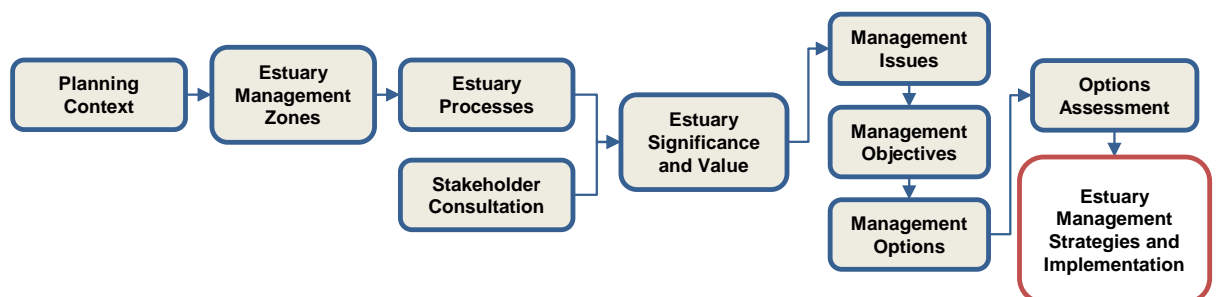 Planning
Context
Estuary
Management
Zones
Estuary
Processes
Stakeholder
Consultation
Estuary
Significance
and Value
Management
Issues
Management
Objectives
Management
Options
Options
Assessment
Estuary
Management
Strategies and
Implementation